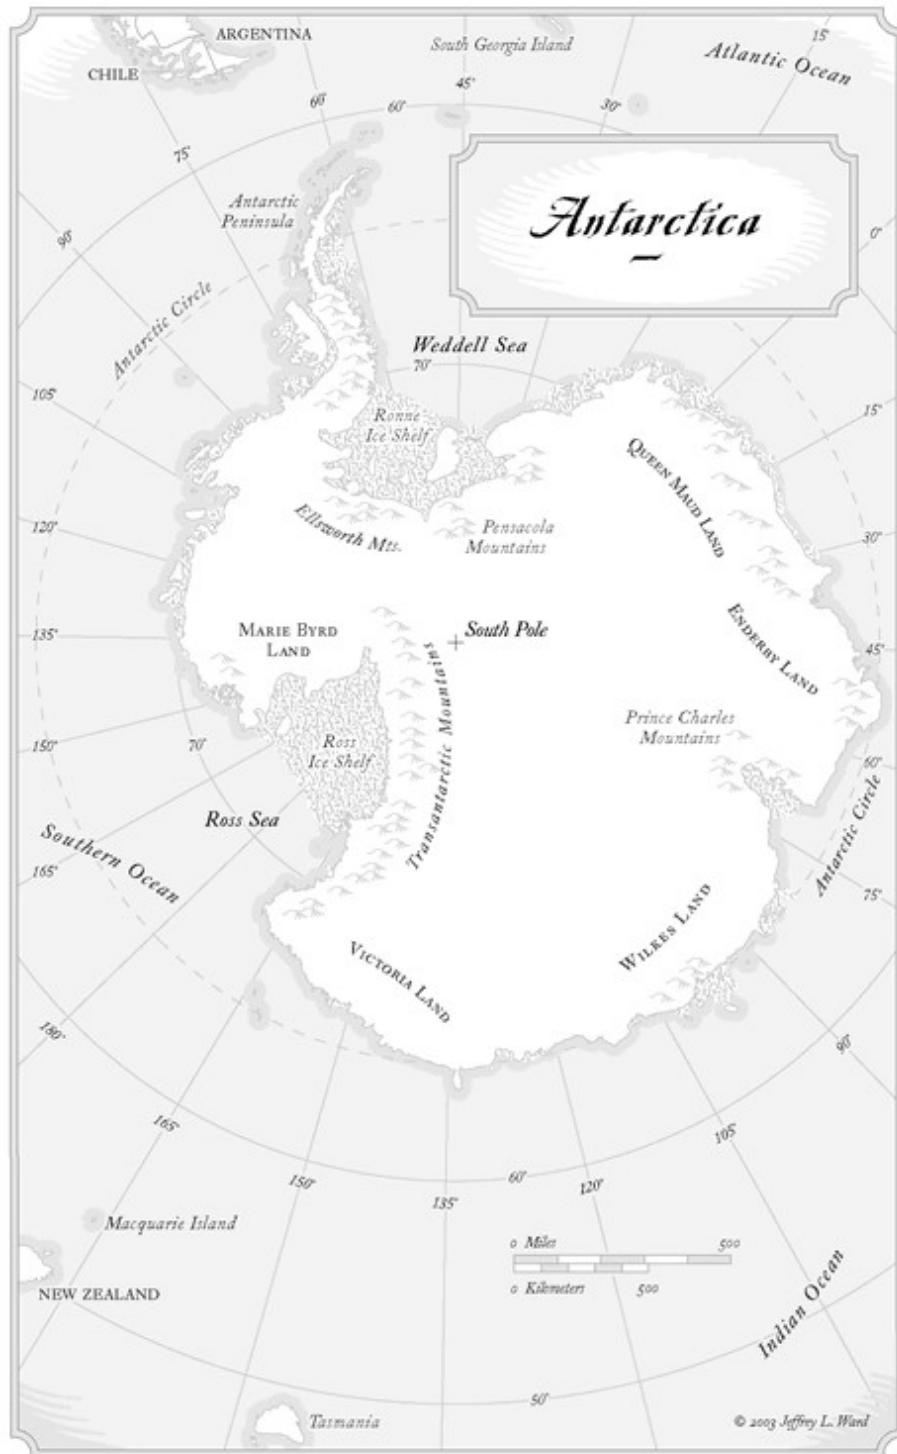 ARGENTINA
CHILE
South Georgia Island
Atlantic Ocean
15°
45°
60°
60°
30°
75°
Antarctica
Antarctic
Peninsula
90°
0°
Antarctic Circle
Weddell Sea
70°
105°
15°
Ronne
Ice Shelf
QUEEN MAUD LAND
Ellsworth Mts.
Pensacola
Mountains
120°
30°
ENDERBY LAND
MARIE BYRD
LAND
South Pole
135°
45°
Transantarctic Mountains
Prince Charles
Mountains
Ross
Ice Shelf
150°
70°
60°
Ross Sea
Antarctic Circle
Southern Ocean
165°
75°
VICTORIA LAND
WILKES LAND
180°
90°
165°
105°
150°
135°
60°
120°
Macquarie Island
0 Miles 500
0 Kilometers 500
NEW ZEALAND
Indian Ocean
50°
Tasmania
© 2003 Jeffrey L. Ward